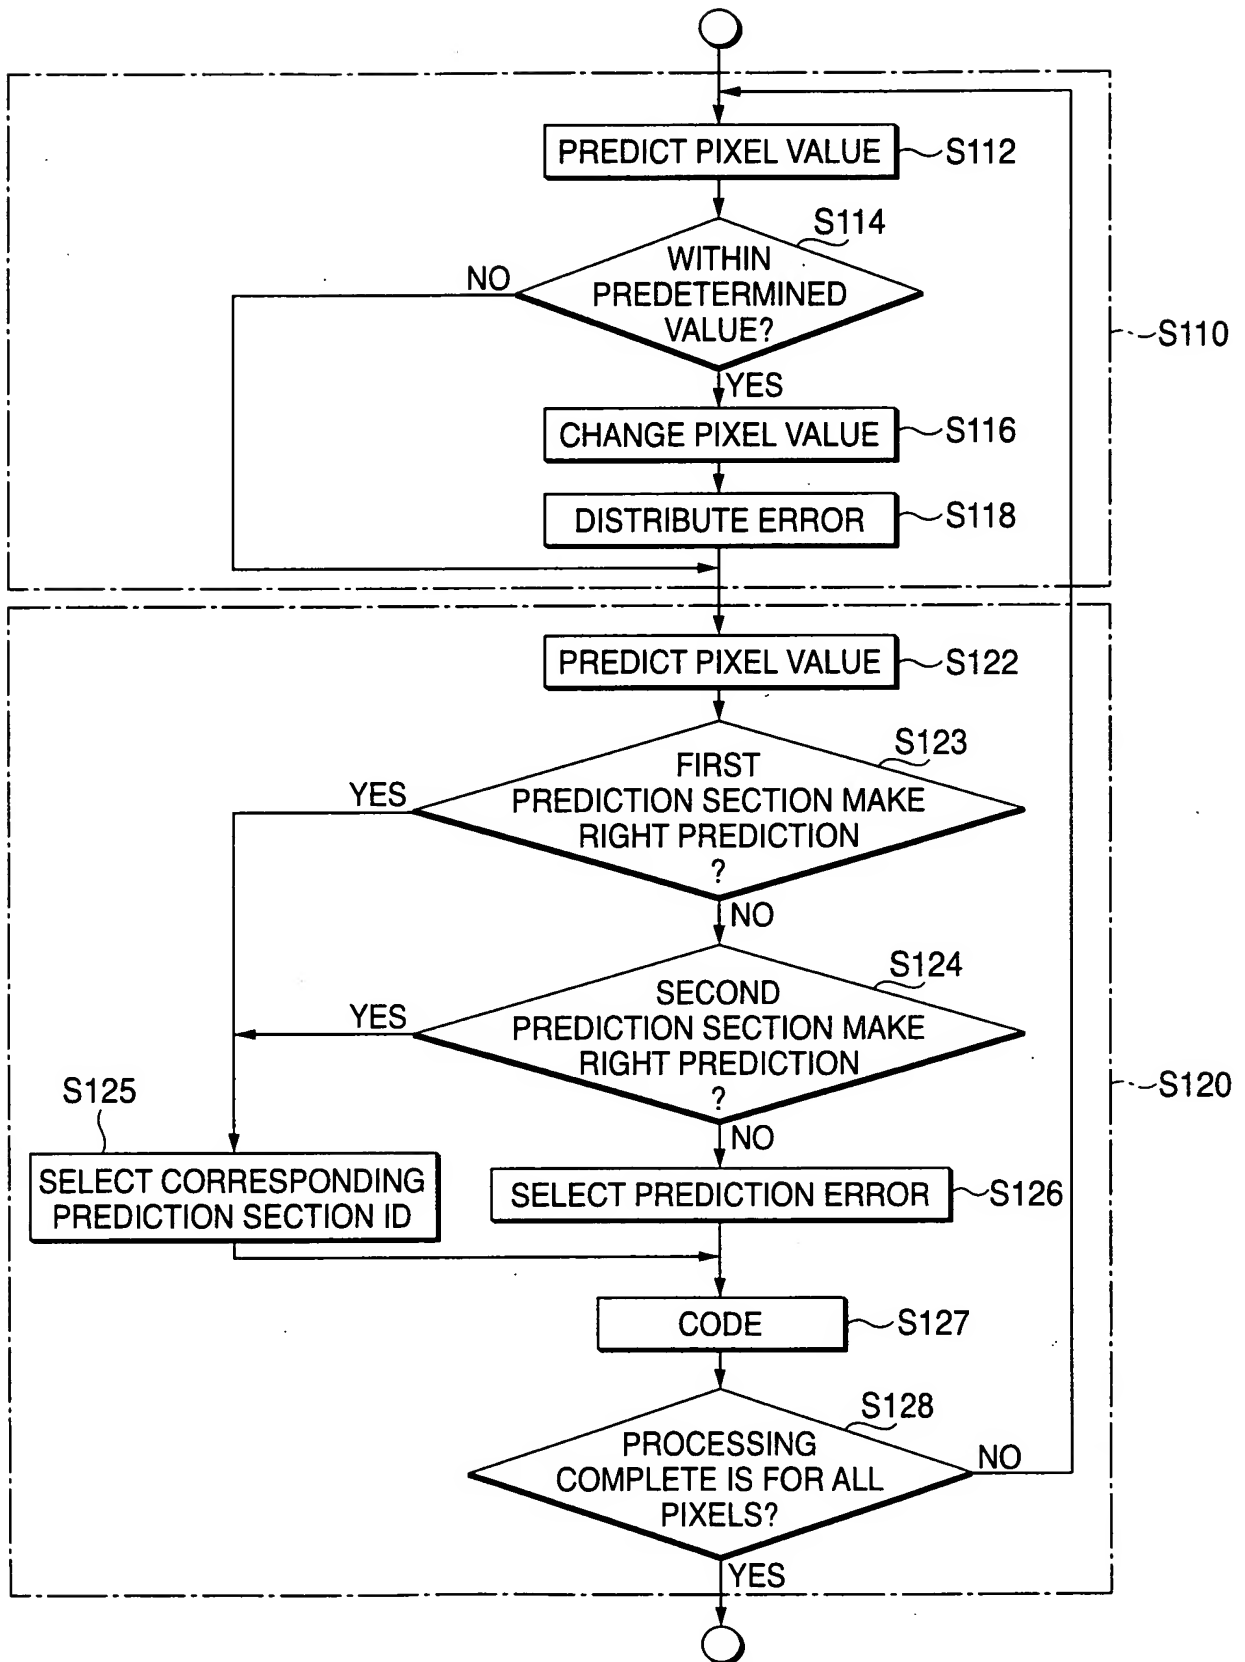 PREDICT PIXEL VALUE
S112
S114
WITHIN
PREDETERMINED
VALUE?
NO
YES
S110
CHANGE PIXEL VALUE
S116
DISTRIBUTE ERROR
S118
PREDICT PIXEL VALUE
S122
S123
FIRST
PREDICTION SECTION MAKE
RIGHT PREDICTION
?
YES
NO
S124
SECOND
PREDICTION SECTION MAKE
RIGHT PREDICTION
?
YES
NO
S120
S125
SELECT CORRESPONDING
PREDICTION SECTION ID
SELECT PREDICTION ERROR
S126
CODE
S127
S128
PROCESSING
COMPLETE IS FOR ALL
PIXELS?
NO
YES